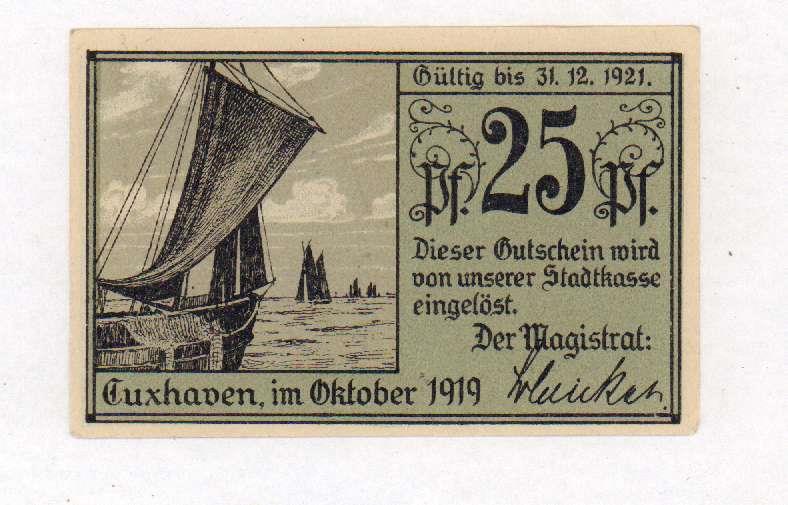 Gültig bis 31. 12. 1921.
Pf. 25 Pf.
Dieser Gutschein wird
von unserer Stadtkasse
eingelöst.
Der Magistrat:
Cuxhaven, im Oktober 1919